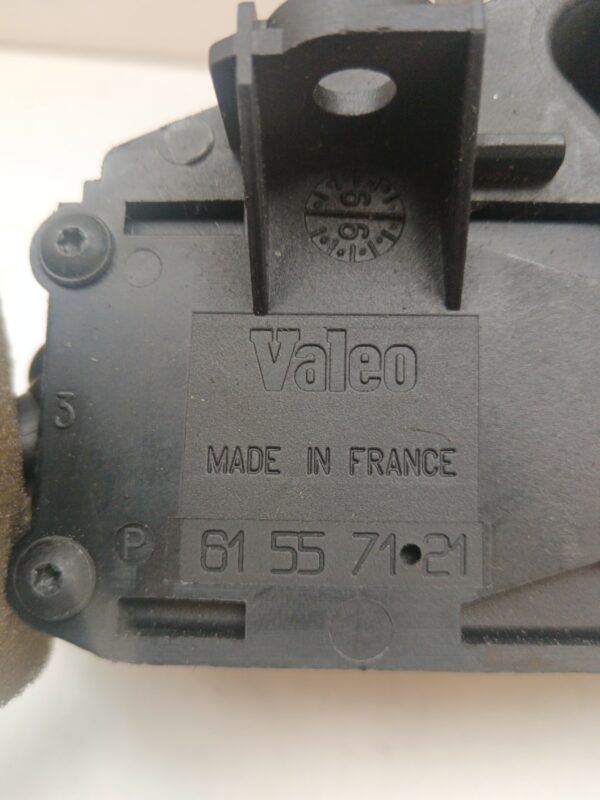 Valeo
3
MADE IN FRANCE
P
61 55 71•21